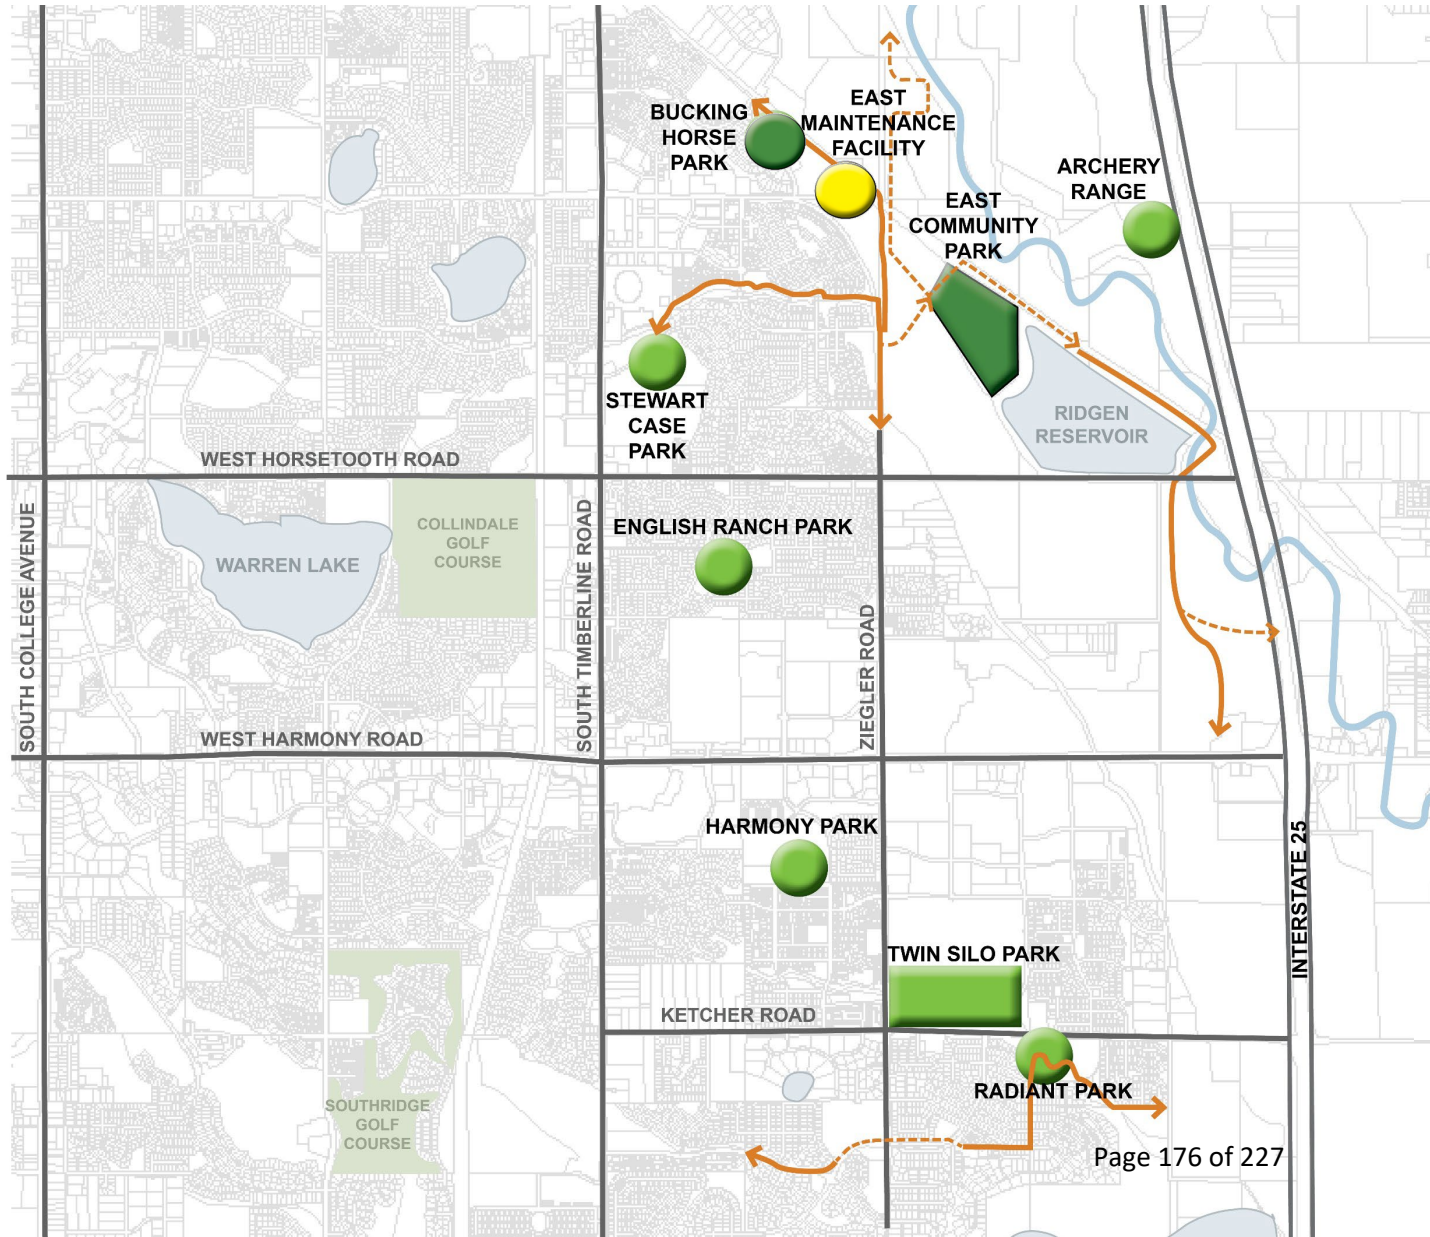 BUCKING
HORSE
PARK
EAST
MAINTENANCE
FACILITY
ARCHERY
RANGE
EAST
COMMUNITY
PARK
STEWART
CASE
PARK
RIDGEN
RESERVOIR
WEST HORSETOOTH ROAD
SOUTH COLLEGE AVENUE
WARREN LAKE
COLLINDALE
GOLF
COURSE
SOUTH TIMBERLINE ROAD
ENGLISH RANCH PARK
ZIEGLER ROAD
WEST HARMONY ROAD
HARMONY PARK
INTERSTATE 25
TWIN SILO PARK
KETCHER ROAD
RADIANT PARK
SOUTHRIDGE
GOLF
COURSE
Page 176 of 227